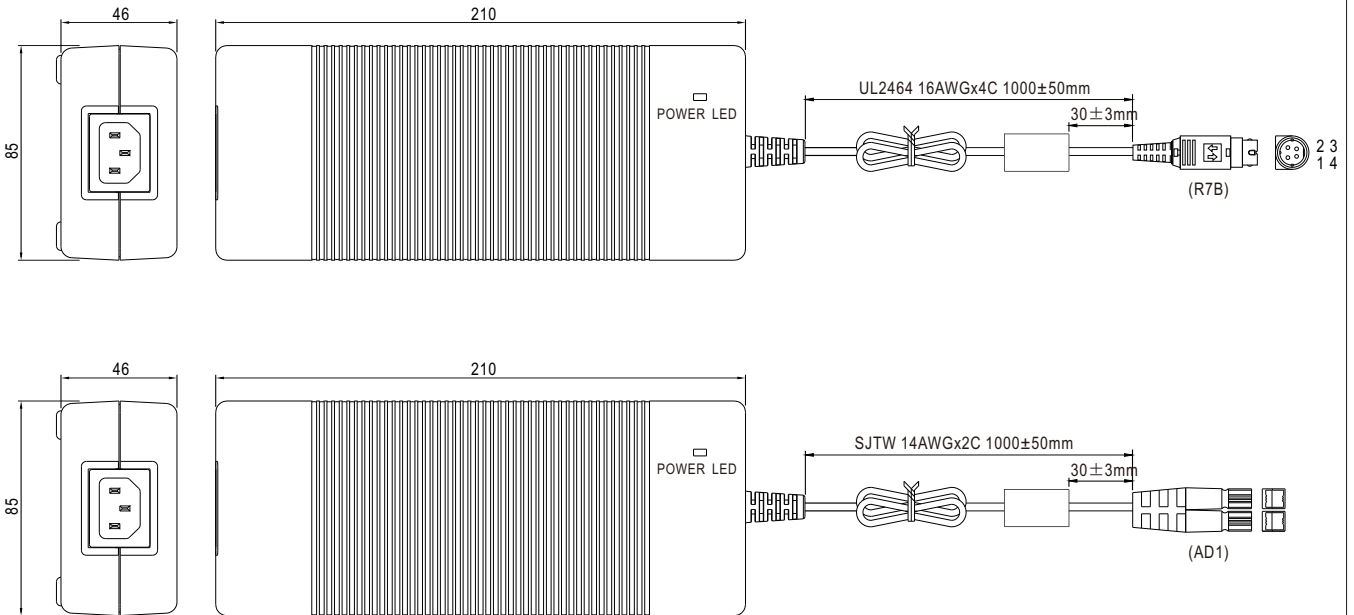 46
210
85
POWER LED
UL2464 16AWGx4C 1000±50mm
30±3mm
2 3
1 4
(R7B)
46
210
85
POWER LED
SJTW 14AWGx2C 1000±50mm
30±3mm
(AD1)